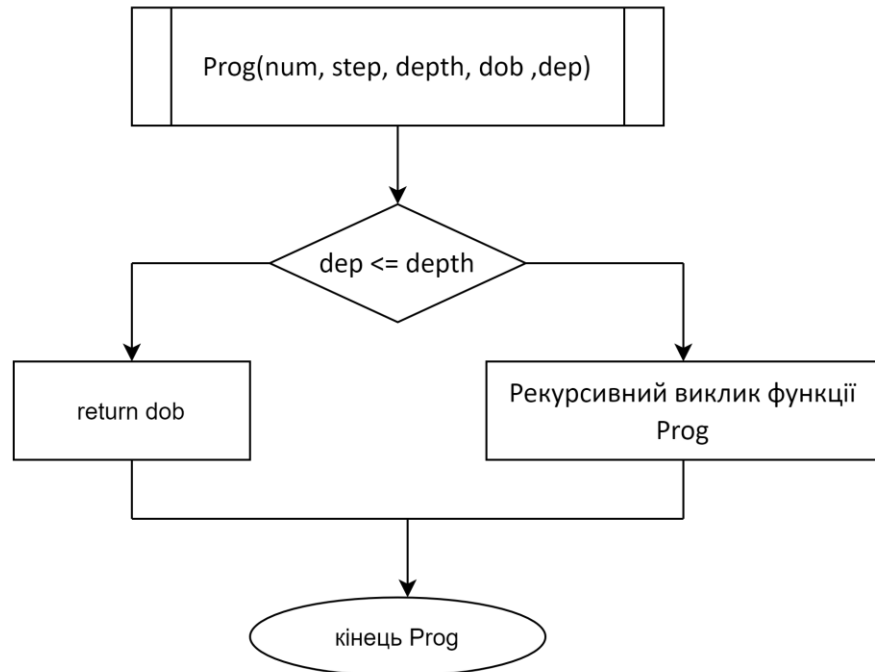 Prog(num, step, depth, dob ,dep)
dep <= depth
return dob
Рекурсивний виклик функції
Prog
кінець Prog